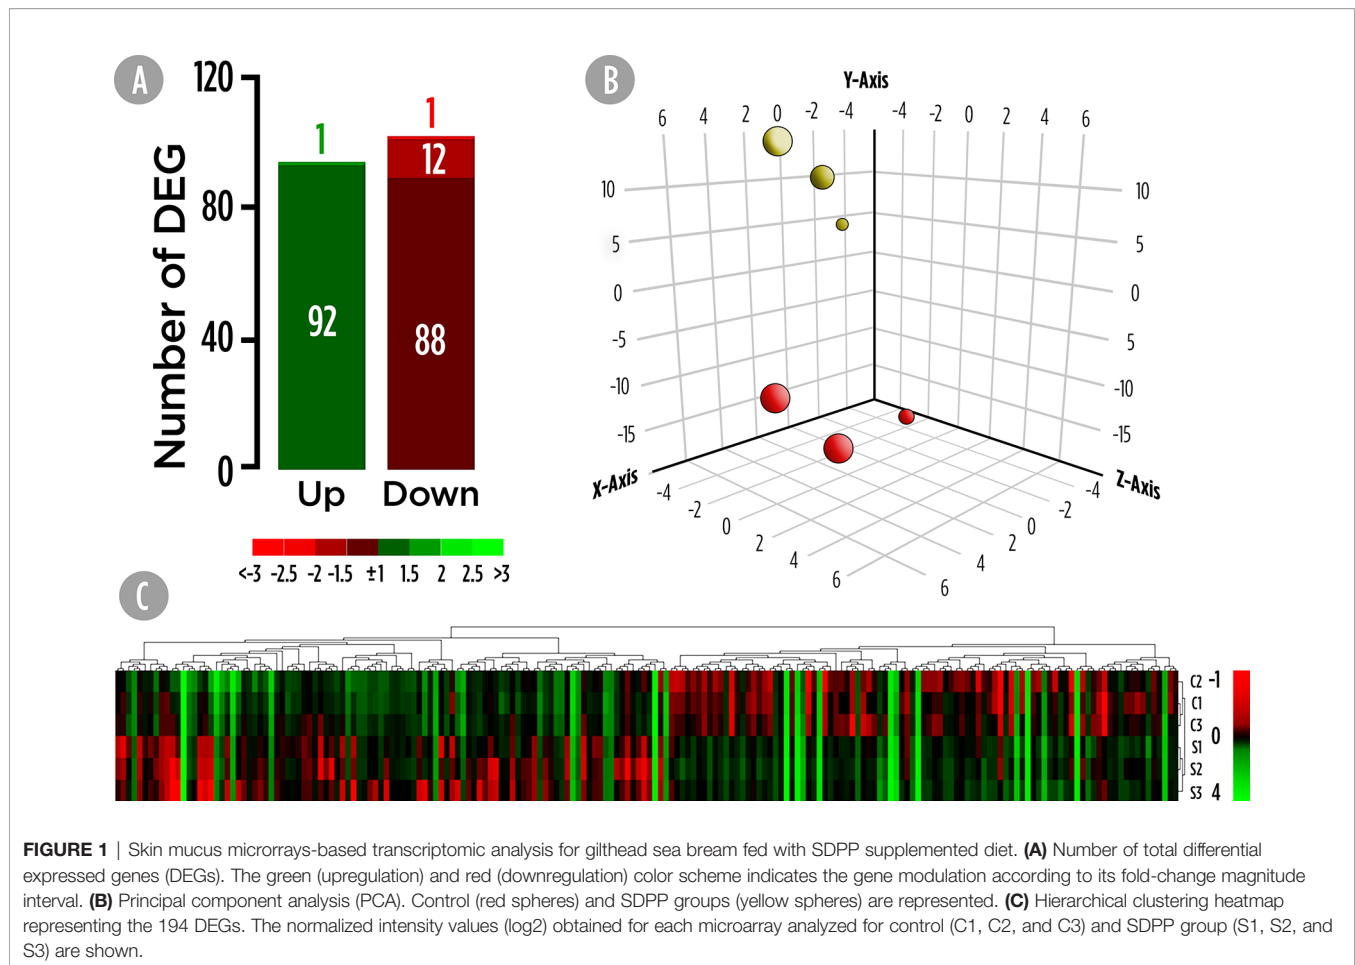 A
120
80
40
0
Number of DEG
1
92
1
12
88
Up Down
<-3 -2.5 -2 -1.5 ±1 1.5 2 2.5 >3
B
Y-Axis
6 4 2 0 -2 -4 -4 -2 0 2 4 6
10 10
5 5
0 0
-5 5
-10 -10
-15 -15
X-Axis Z-Axis
-4 -2 0 2 4 6
-4 -2 0 2 4 6
C
C2
C1
C3
S1
S2
S3
-1
0
4
FIGURE 1 | Skin mucus microrrays-based transcriptomic analysis for gilthead sea bream fed with SDPP supplemented diet. (A) Number of total differential
expressed genes (DEGs). The green (upregulation) and red (downregulation) color scheme indicates the gene modulation according to its fold-change magnitude
interval. (B) Principal component analysis (PCA). Control (red spheres) and SDPP groups (yellow spheres) are represented. (C) Hierarchical clustering heatmap
representing the 194 DEGs. The normalized intensity values (log2) obtained for each microarray analyzed for control (C1, C2, and C3) and SDPP group (S1, S2, and
S3) are shown.